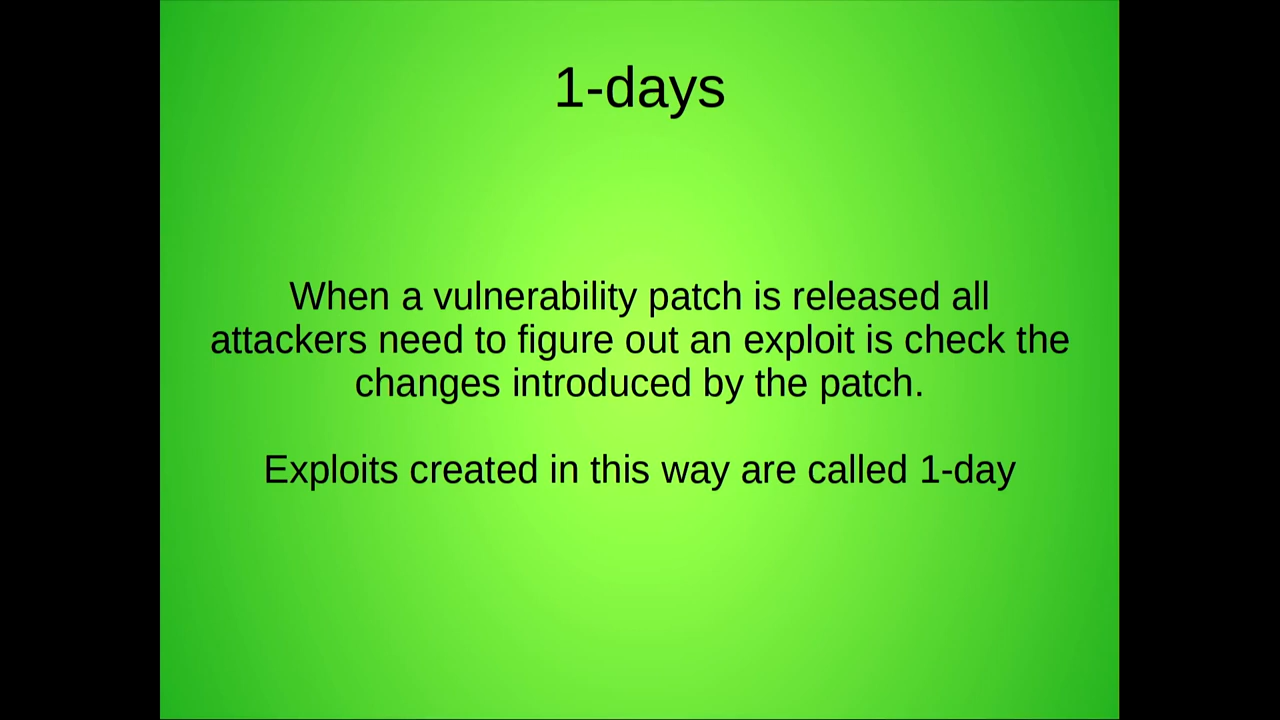 1-days
When a vulnerability patch is released all
attackers need to figure out an exploit is check the
changes introduced by the patch.
Exploits created in this way are called 1-day